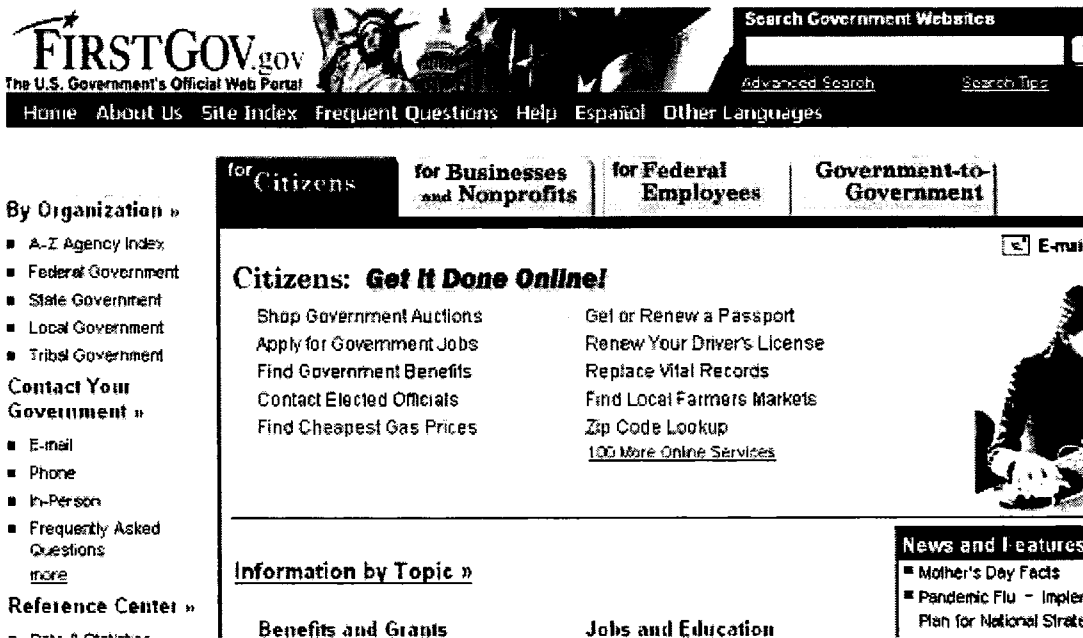 FIRSTGOV.gov
The U.S. Government's Official Web Portal
Search Government Websites
Advanced Search Search Tips
Home About Us Site Index Frequent Questions Help Español Other Languages
for Citizens
for Businesses and Nonprofits
for Federal Employees
Government-to-Government
By Organization »
A-Z Agency Index
Federal Government
State Government
Local Government
Tribal Government
Contact Your
Government »
E-mail
Phone
In-Person
Frequently Asked
Questions
more
Reference Center »
E-mai
Citizens: Get It Done Online!
Shop Government Auctions
Apply for Government Jobs
Find Government Benefits
Contact Elected Officials
Find Cheapest Gas Prices
Get or Renew a Passport
Renew Your Driver's License
Replace Vital Records
Find Local Farmers Markets
Zip Code Lookup
100 More Online Services
Information by Topic »
Benefits and Grants
Jobs and Education
News and Features
Mother's Day Facts
Pandemic Flu - Implem
Plan for National Strate